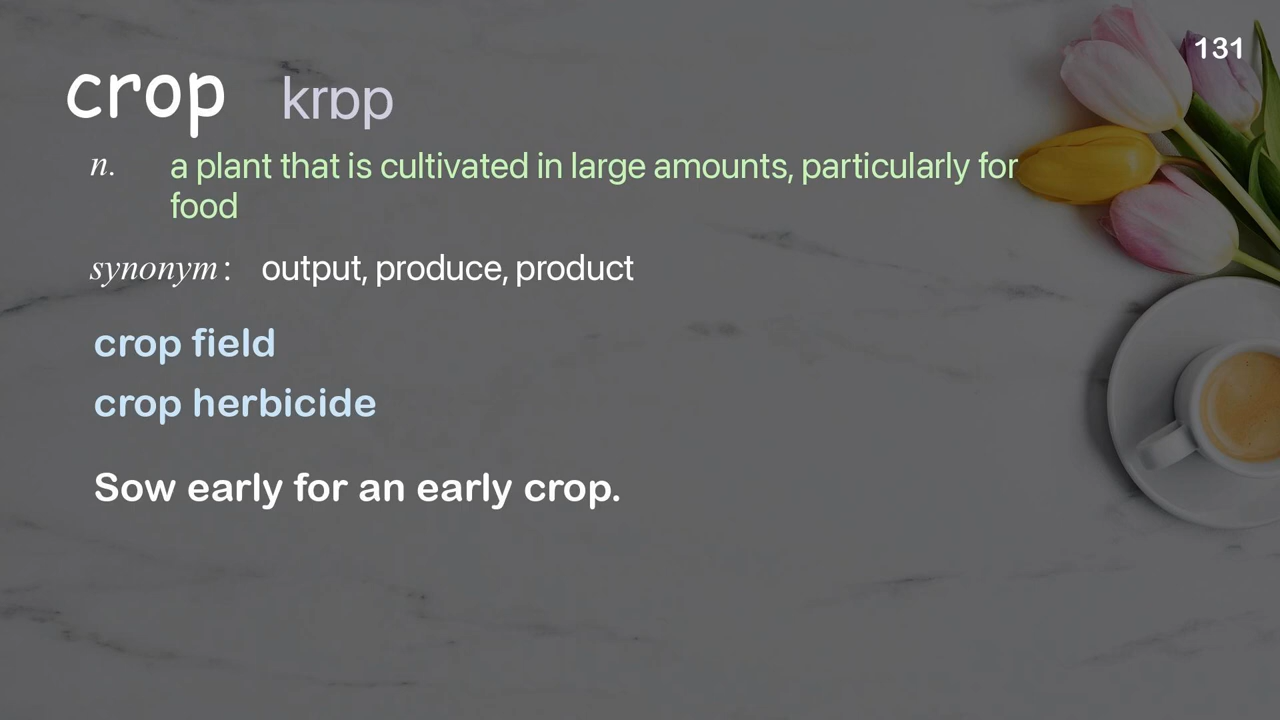 131
crop krɒp
n. a plant that is cultivated in large amounts, particularly for
food
synonym: output, produce, product
crop field
crop herbicide
Sow early for an early crop.